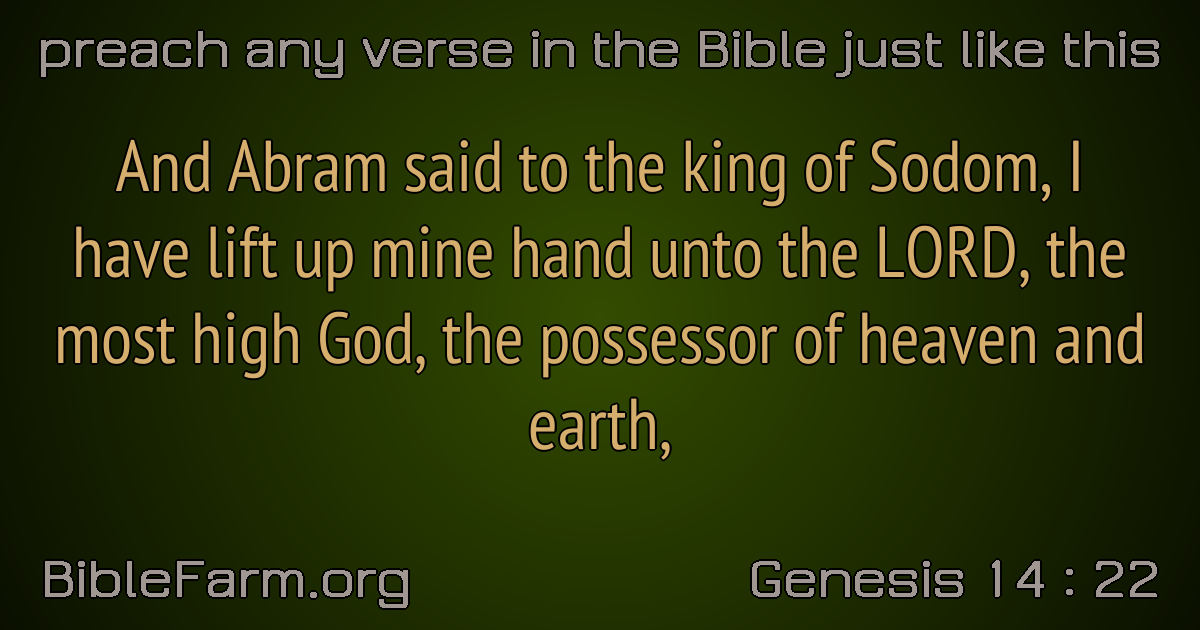 preach any verse in the Bible just like this
And Abram said to the king of Sodom, I
have lift up mine hand unto the LORD, the
most high God, the possessor of heaven and
earth,
BibleFarm.org
Genesis 14 : 22